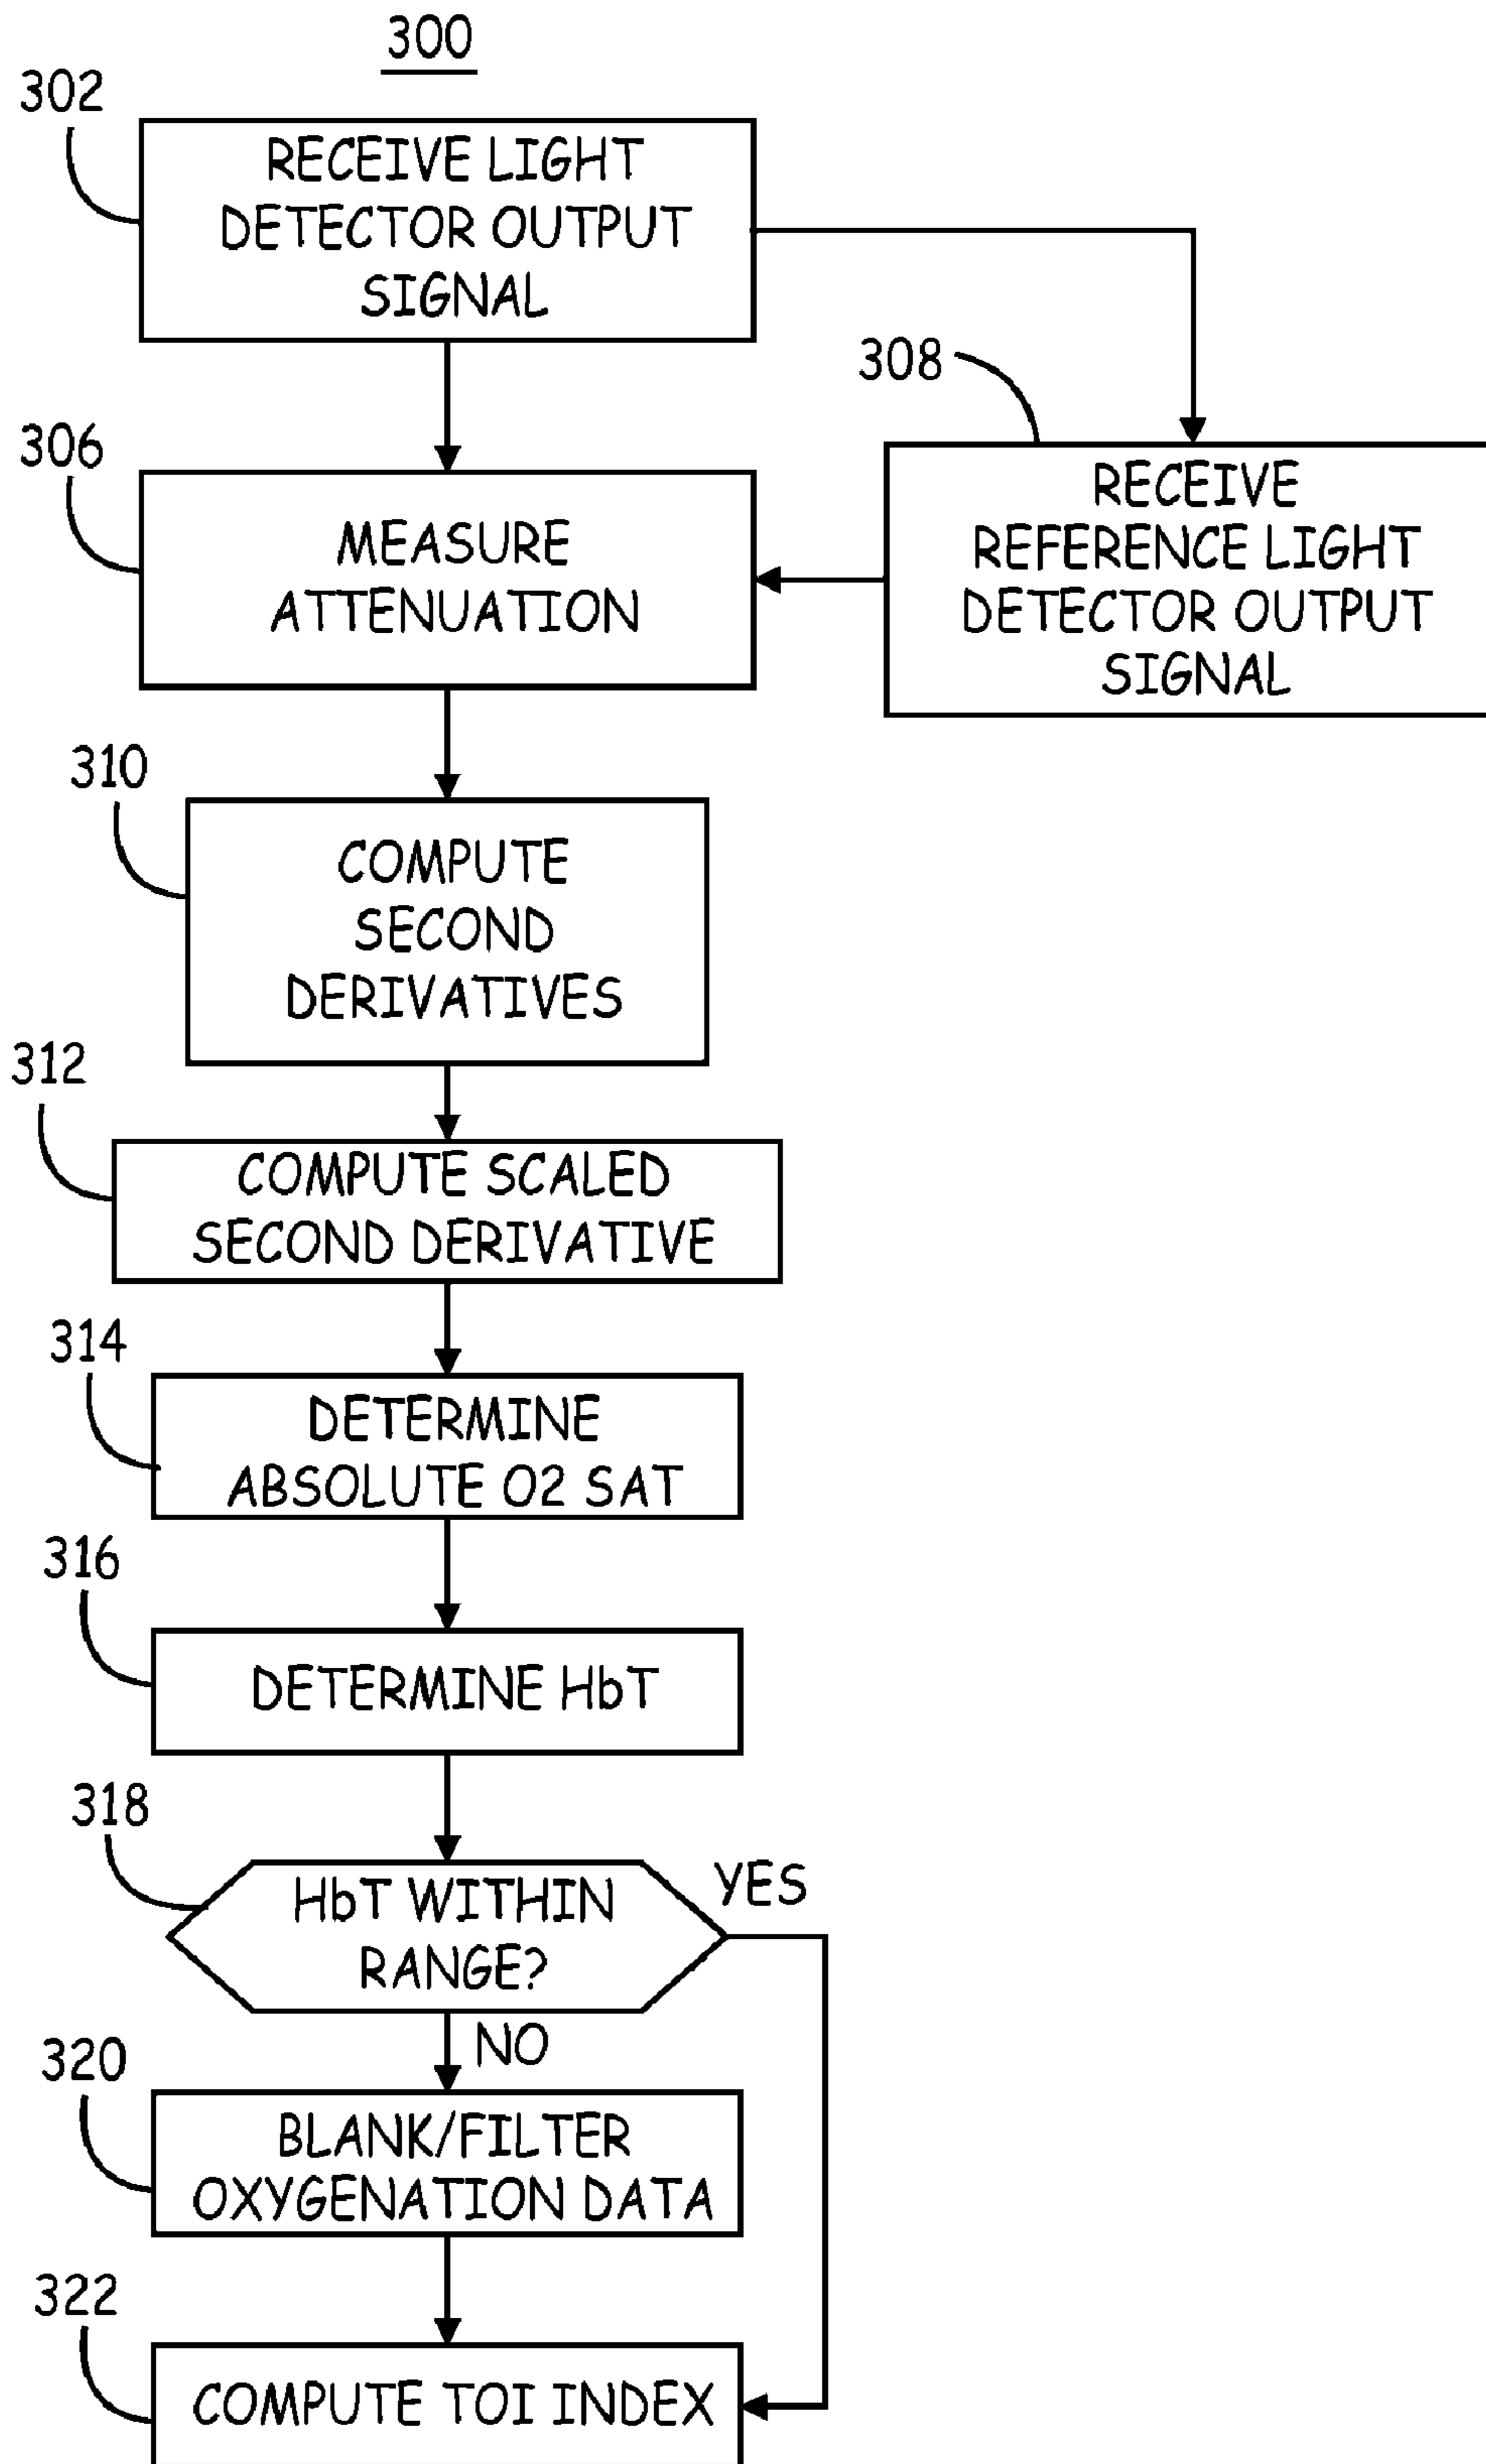 300
302
RECEIVE LIGHT
DETECTOR OUTPUT
SIGNAL
308
RECEIVE
REFERENCE LIGHT
DETECTOR OUTPUT
SIGNAL
306
MEASURE
ATTENUATION
310
COMPUTE
SECOND
DERIVATIVES
312
COMPUTE SCALED
SECOND DERIVATIVE
314
DETERMINE
ABSOLUTE O2 SAT
316
DETERMINE HbT
318
HbT WITHIN
RANGE?
YES
NO
320
BLANK/FILTER
OXYGENATION DATA
322
COMPUTE TOI INDEX